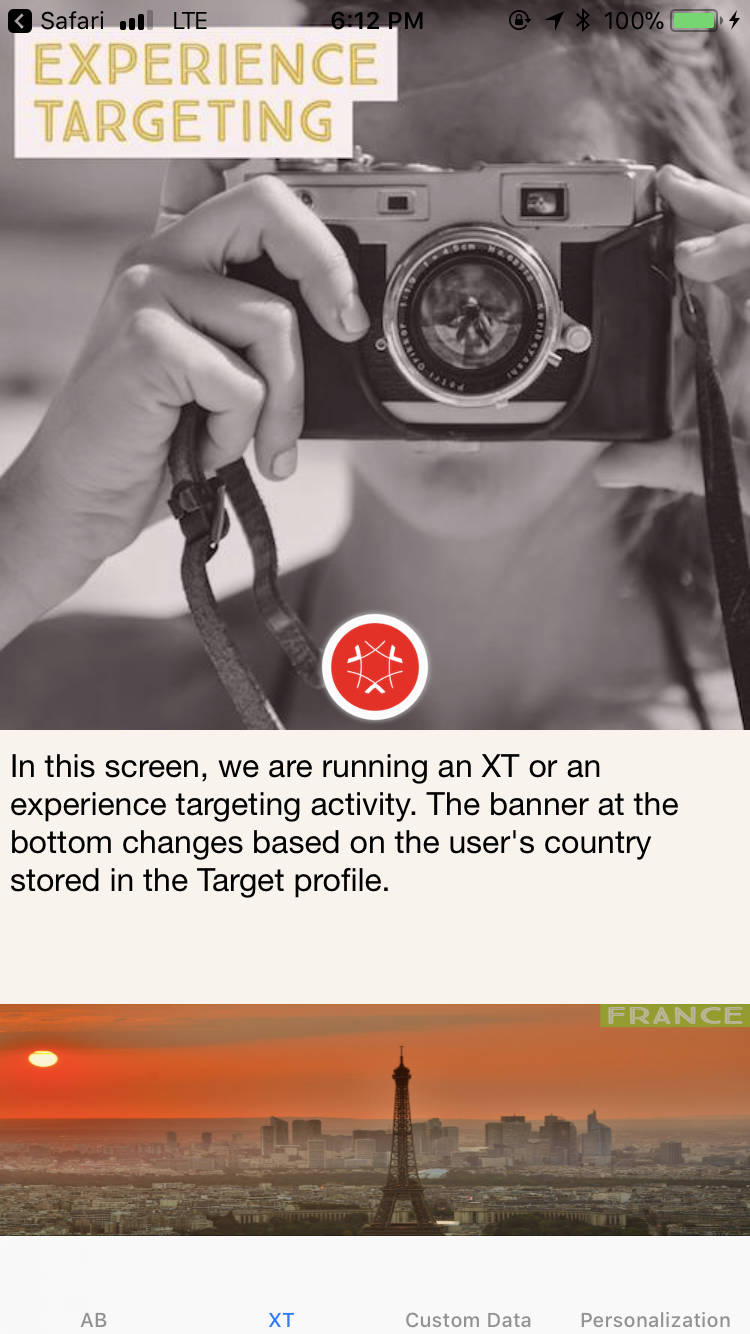 Safari LTE 6:12 PM 100%
EXPERIENCE
TARGETING
In this screen, we are running an XT or an
experience targeting activity. The banner at the
bottom changes based on the user's country
stored in the Target profile.
FRANCE
AB XT Custom Data Personalization